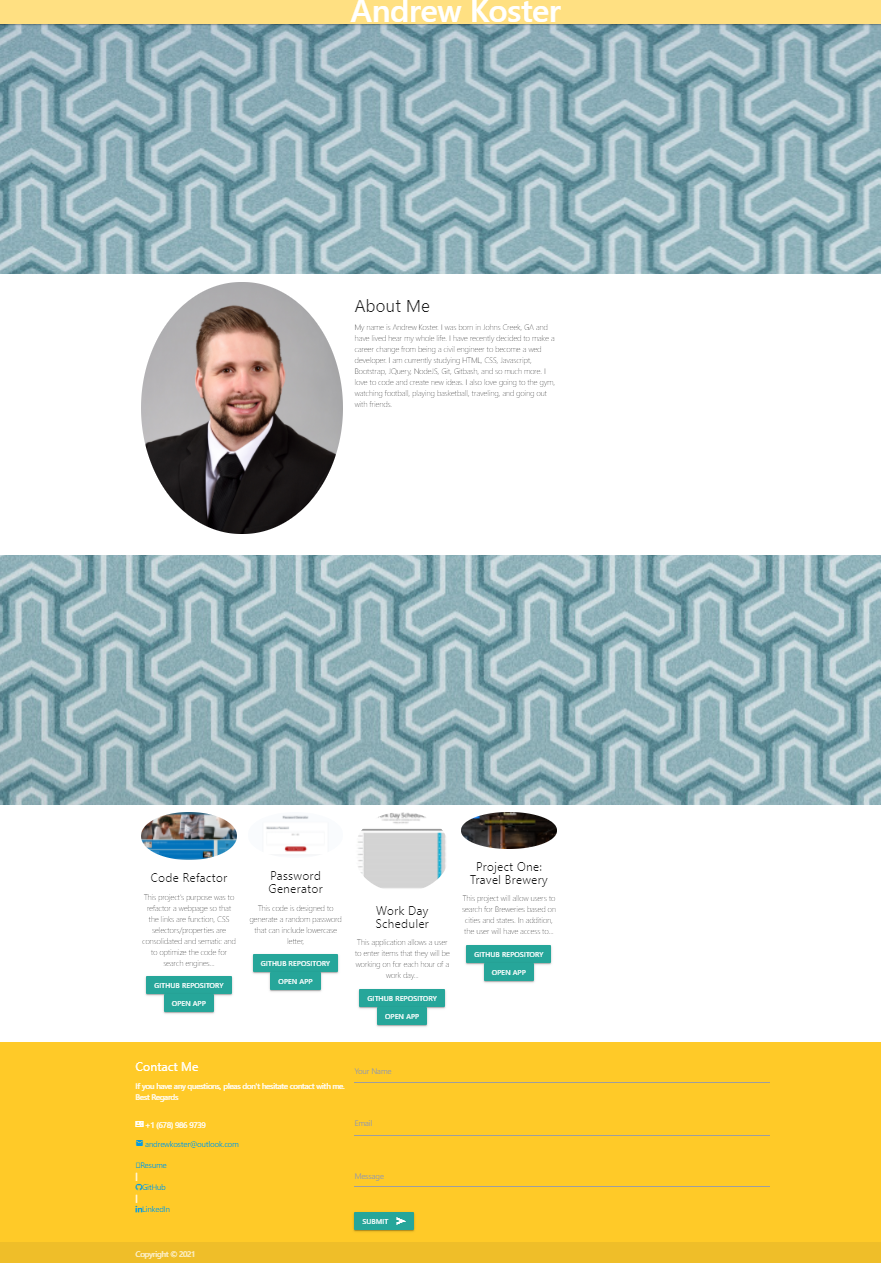 Andrew Koster
About Me
My name is Andrew Koster. I was born in Johns Creek, GA and
have lived hear my whole life. I have recently decided to make a
career change from being a civil engineer to become a wed
developer. I am currently studying HTML, CSS, Javascript,
Bootstrap, JQuery, NodeJS, Git, Gitbash, and so much more. I
love to code and create new ideas. I also love going to the gym,
watching football, playing basketball, traveling, and going out
with friends.
Code Refactor
This project's purpose was to
refactor a webpage so that
the links are function, CSS
selectors/properties are
consolidated and sematic and
to optimize the code for
search engines...
GITHUB REPOSITORY
OPEN APP
Password
Generator
This code is designed to
generate a random password
that can include lowercase
letter,
GITHUB REPOSITORY
OPEN APP
Day Schedu
Work Day
Scheduler
This application allows a user
to enter items that they will be
working on for each hour of a
work day...
GITHUB REPOSITORY
OPEN APP
Project One:
Travel Brewery
This project will allow users to
search for Breweries based on
cities and states. In addition,
the user will have access to...
GITHUB REPOSITORY
OPEN APP
Contact Me
If you have any questions, pleas don't hesitate contact with me.
Best Regards
+1 (678) 986 9739
andrewkoster@outlook.com
Resume
|
GitHub
|
LinkedIn
Your Name
Email
Message
SUBMIT
Copyright © 2021